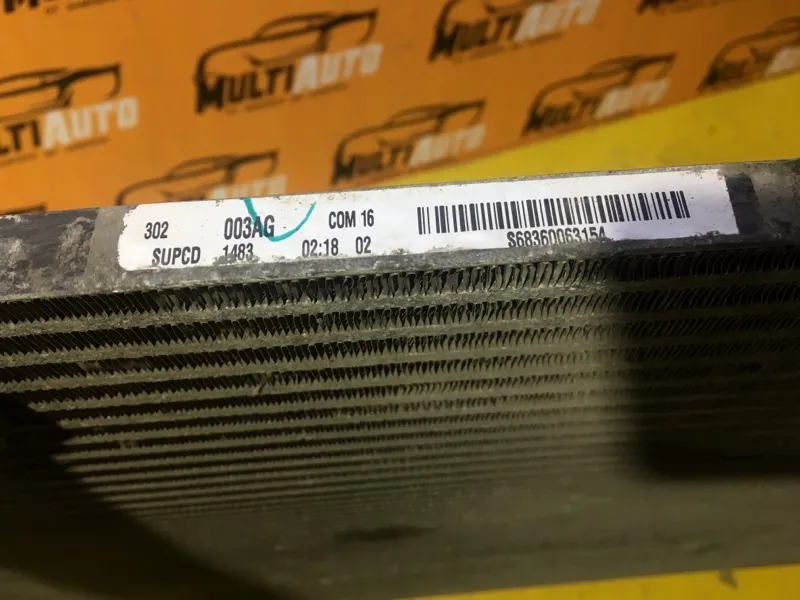 MULTIAUTO
MULTIAUTO
MULTIAUTO
MULTIAUTO
MULTIAUTO
302 003AG COM 16
SUPCD 1483 02:18 02
S68360063154